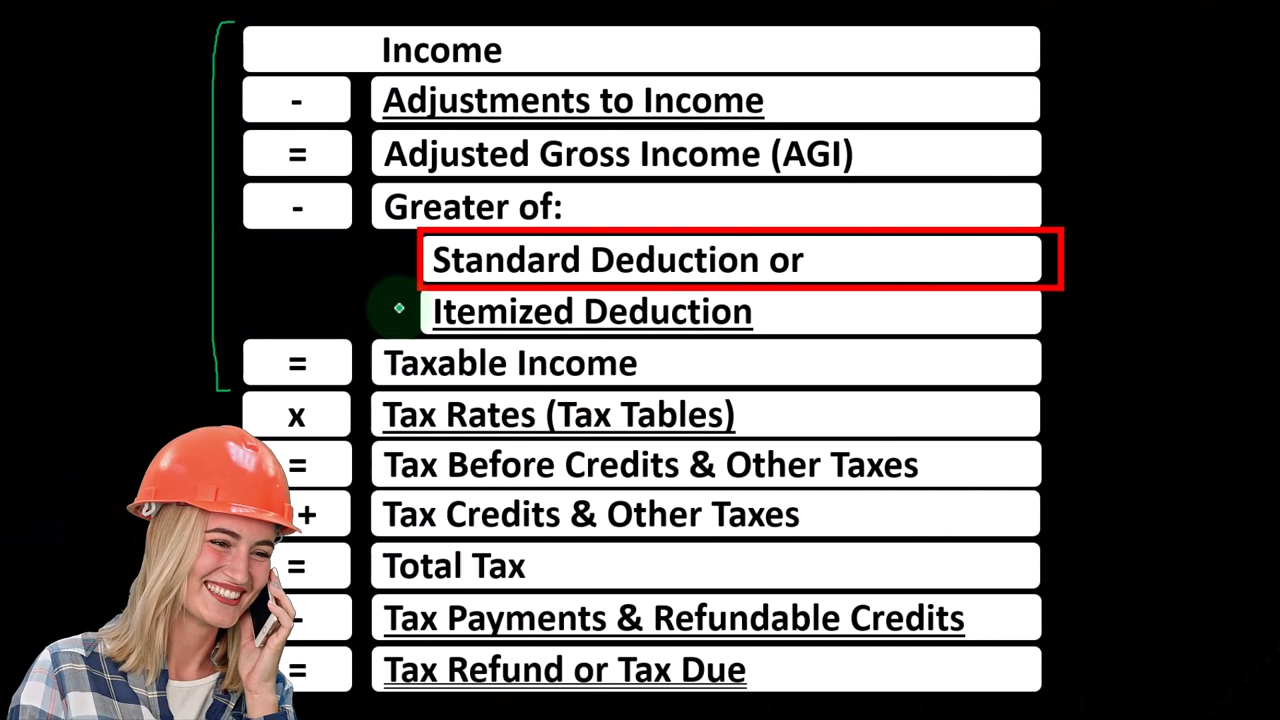 Income
- Adjustments to Income
= Adjusted Gross Income (AGI)
- Greater of:
Standard Deduction or
Itemized Deduction
= Taxable Income
x Tax Rates (Tax Tables)
= Tax Before Credits & Other Taxes
+ Tax Credits & Other Taxes
= Total Tax
- Tax Payments & Refundable Credits
= Tax Refund or Tax Due